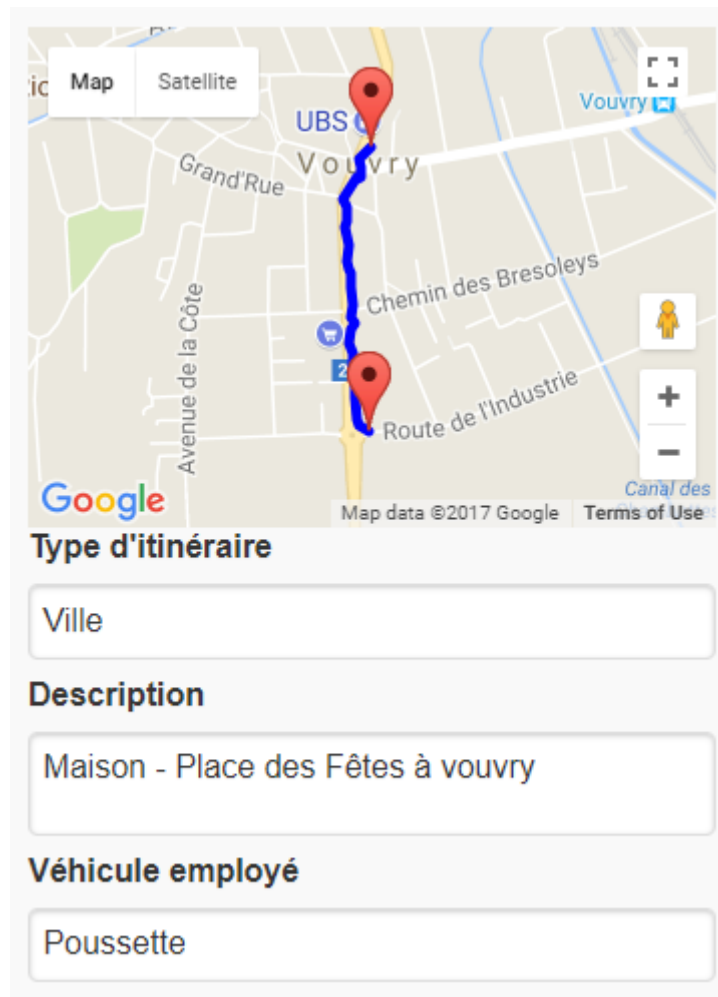 Map Satellite
UBS
Vouvry
Vouvry
Grand'Rue
Chemin des Bresoleys
Avenue de la Côte
2
Route de l'Industrie
Canal des
Google
Map data ©2017 Google Terms of Use
Type d'itinéraire
Ville
Description
Maison - Place des Fêtes à vouvry
Véhicule employé
Poussette